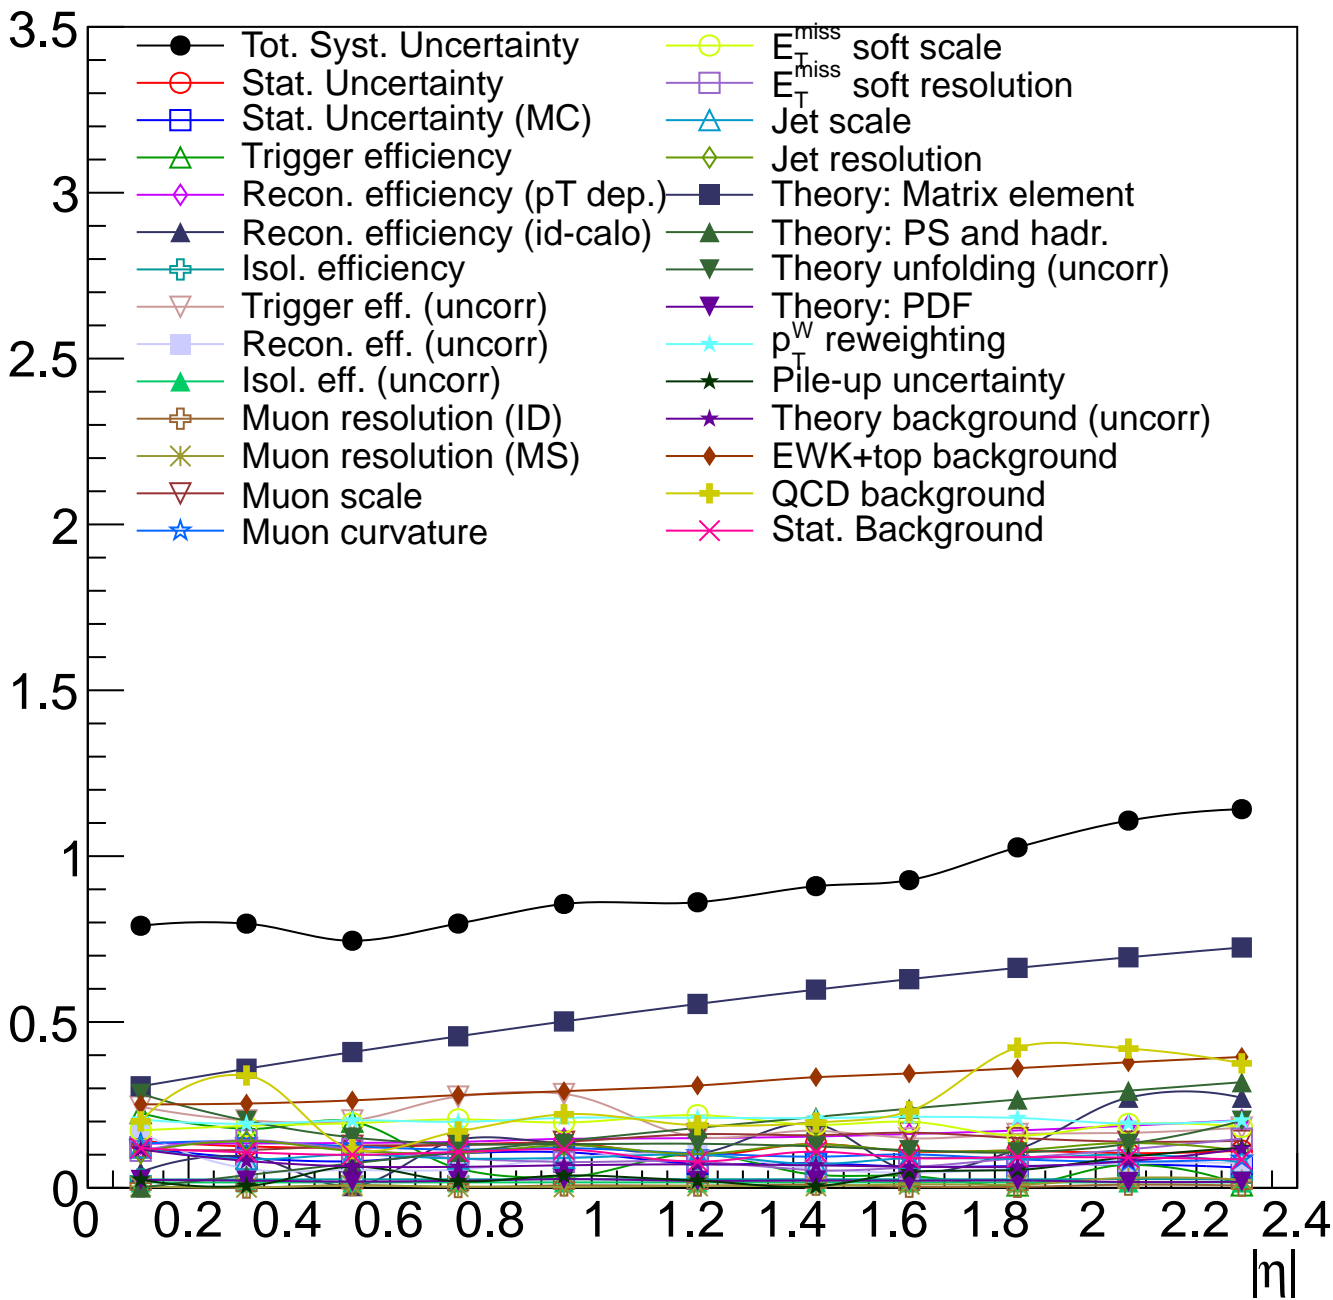 3.5
3
2.5
2
1.5
1
0.5
0
Tot. Syst. Uncertainty
Stat. Uncertainty
Stat. Uncertainty (MC)
Trigger efficiency
Recon. efficiency (pT dep.)
Recon. efficiency (id-calo)
Isol. efficiency
Trigger eff. (uncorr)
Recon. eff. (uncorr)
Isol. eff. (uncorr)
Muon resolution (ID)
Muon resolution (MS)
Muon scale
Muon curvature
E_T^miss soft scale
E_T^miss soft resolution
Jet scale
Jet resolution
Theory: Matrix element
Theory: PS and hadr.
Theory unfolding (uncorr)
Theory: PDF
p_T^W reweighting
Pile-up uncertainty
Theory background (uncorr)
EWK+top background
QCD background
Stat. Background
0 0.2 0.4 0.6 0.8 1 1.2 1.4 1.6 1.8 2 2.2 2.4
|η|